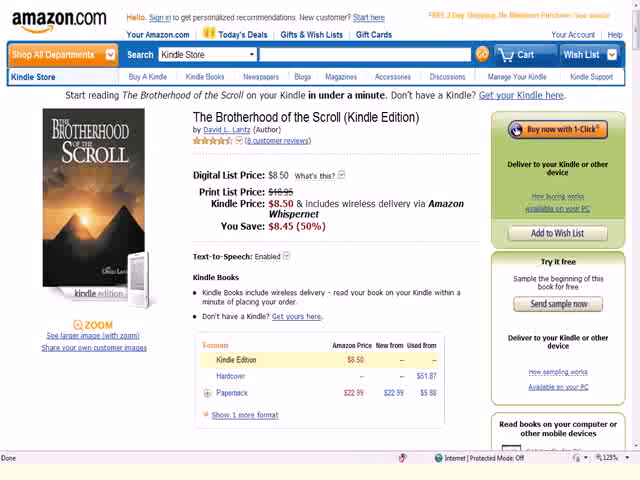 amazon.com
Hello. Sign in to get personalized recommendations. New customer? Start here
FREE 2-Day Shipping, No Minimum Purchase
Your Amazon.com
Today's Deals
Gifts & Wish Lists
Gift Cards
Your Account
Help
Shop All Departments
Search
Kindle Store
GO
Cart
Wish List
Kindle Store
Buy A Kindle
Kindle Books
Newspapers
Blogs
Magazines
Accessories
Discussions
Manage Your Kindle
Kindle Support
Start reading The Brotherhood of the Scroll on your Kindle in under a minute. Don't have a Kindle? Get your Kindle here.
THE
BROTHERHOOD
OF THE
SCROLL
kindle edition
ZOOM
See larger image (with zoom)
Share your own customer images
The Brotherhood of the Scroll (Kindle Edition)
by David L. Lantz (Author)
(8 customer reviews)
Digital List Price: $8.50 What's this?
Print List Price: $16.95
Kindle Price: $8.50 & includes wireless delivery via Amazon
Whispernet
You Save: $8.45 (50%)
Text-to-Speech: Enabled
Kindle Books
Kindle Books include wireless delivery - read your book on your Kindle within a
minute of placing your order.
Don't have a Kindle? Get yours here.
Formats Amazon Price New from Used from
Kindle Edition $8.50 -- --
Hardcover -- -- $51.87
Paperback $22.99 $22.99 $9.88
Show 1 more format
Buy now with 1-Click®
Deliver to your Kindle or other
device
How buying works
Available on your PC
Add to Wish List
Try it free
Sample the beginning of this
book for free
Send sample now
Deliver to your Kindle or other
device
How sampling works
Available on your PC
Read books on your computer or
other mobile devices
Done
Internet | Protected Mode: Off
125%